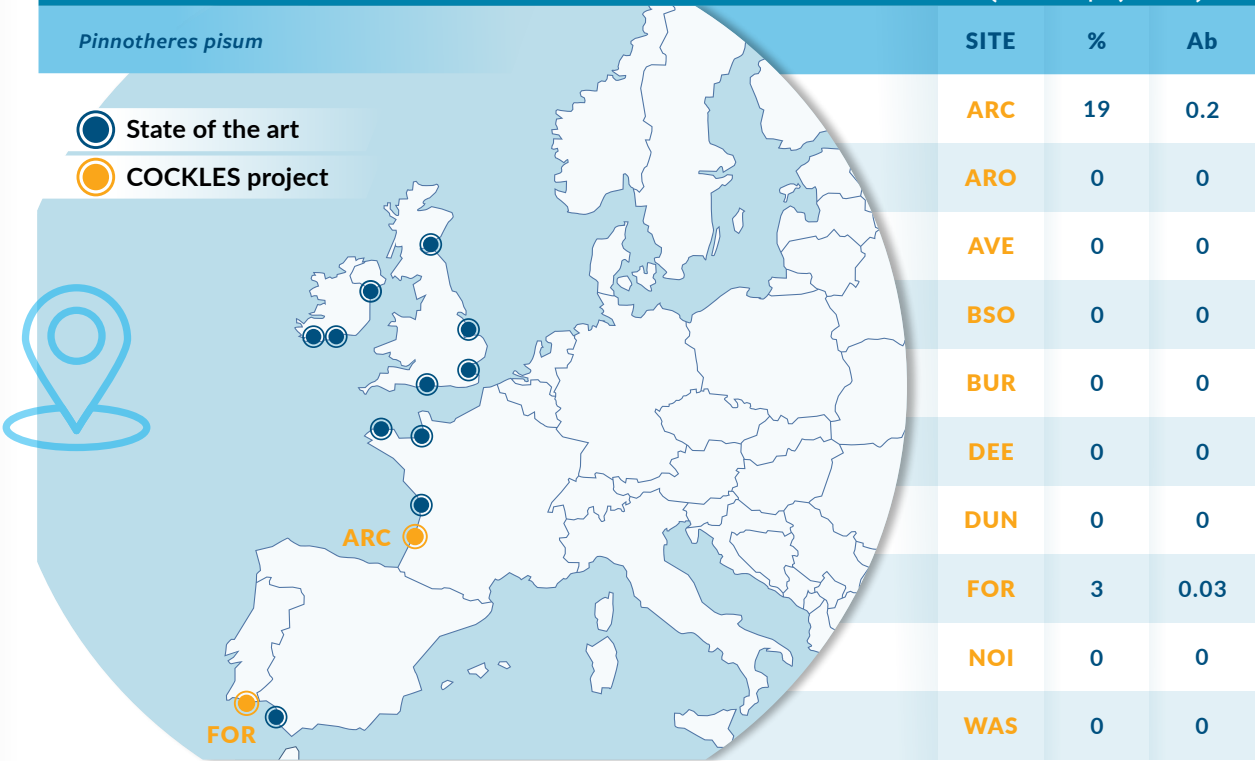 Pinnotheres pisum
SITE % Ab
State of the art
COCKLES project
ARC
FOR
ARC 19 0.2
ARO 0 0
AVE 0 0
BSO 0 0
BUR 0 0
DEE 0 0
DUN 0 0
FOR 3 0.03
NOI 0 0
WAS 0 0